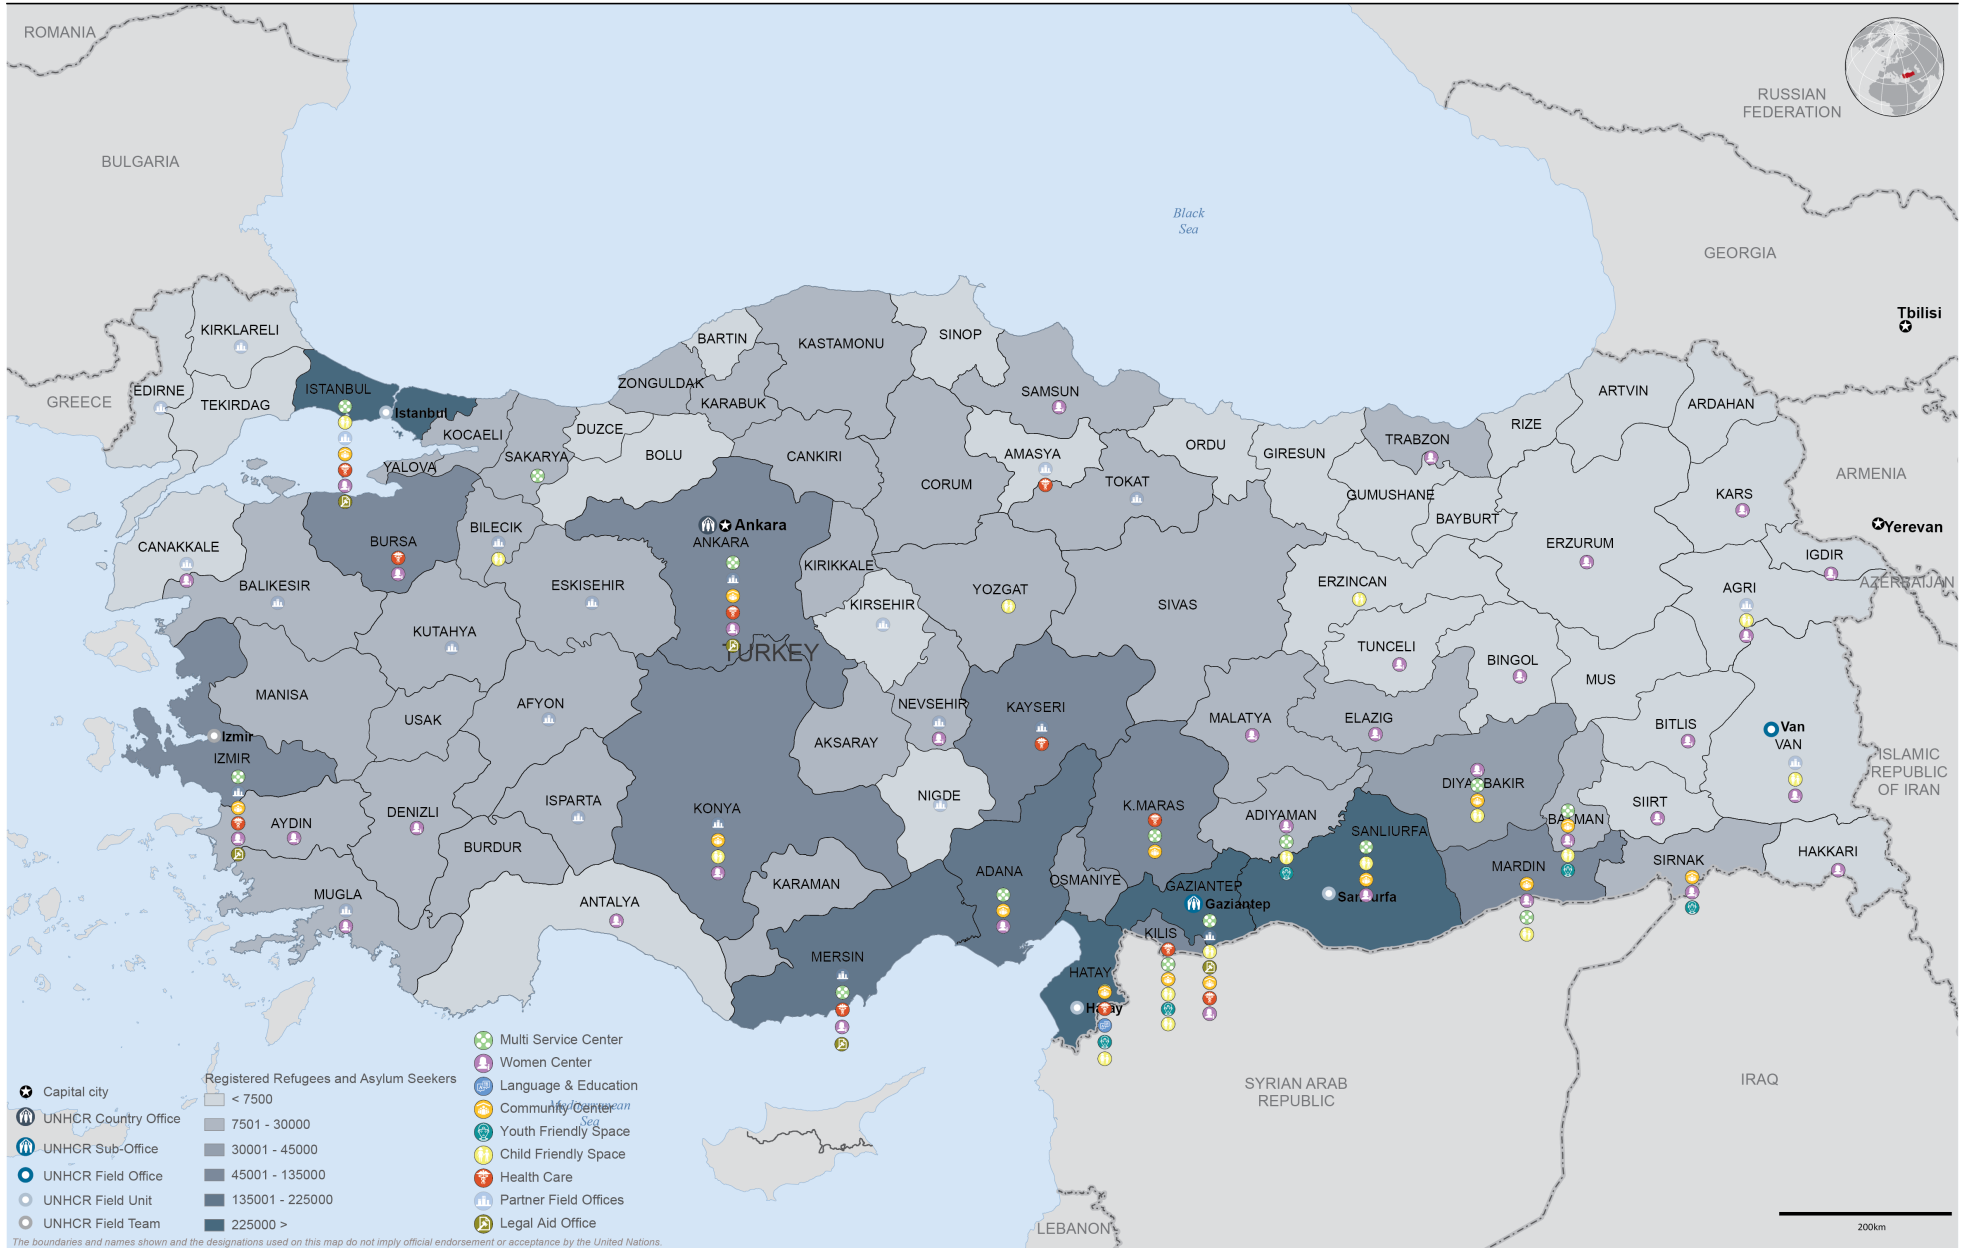 ROMANIA
RUSSIAN
FEDERATION
BULGARIA
Black
Sea
GEORGIA
Tbilisi
KIRKLARELI
BARTIN
KASTAMONU
SINOP
EDIRNE
TEKIRDAG
ISTANBUL
Istanbul
GREECE
ZONGULDAK
KARABUK
SAMSUN
ARTVIN
ARDAHAN
KOCAELI
DUZCE
BOLU
SAKARYA
YALOVA
CANKIRI
AMASYA
ORDU
GIRESUN
TRABZON
RIZE
ARMENIA
CORUM
TOKAT
GUMUSHANE
BAYBURT
KARS
Yerevan
BILECIK
Ankara
ANKARA
CANAKKALE
BURSA
ERZURUM
IGDIR
BALIKESIR
ESKISEHIR
KIRIKKALE
YOZGAT
SIVAS
ERZINCAN
AGRI
AZERBAIJAN
KUTAHYA
KIRSEHIR
TURKEY
TUNCELI
BINGOL
MUS
MANISA
USAK
AFYON
NEVSEHIR
KAYSERI
MALATYA
ELAZIG
BITLIS
Van
VAN
Izmir
IZMIR
AKSARAY
DIYARBAKIR
ISLAMIC
REPUBLIC
OF IRAN
AYDIN
DENIZLI
ISPARTA
KONYA
NIGDE
K.MARAS
ADIYAMAN
SANLIURFA
BATMAN
SIIRT
BURDUR
KARAMAN
ADANA
OSMANIYE
GAZIANTEP
Gaziantep
Sanliurfa
MARDIN
SIRNAK
HAKKARI
MUGLA
ANTALYA
MERSIN
KILIS
HATAY
Hatay
SYRIAN ARAB
REPUBLIC
IRAQ
LEBANON
Mediterranean
Sea
Capital city
UNHCR Country Office
UNHCR Sub-Office
UNHCR Field Office
UNHCR Field Unit
UNHCR Field Team
Registered Refugees and Asylum Seekers
< 7500
7501 - 30000
30001 - 45000
45001 - 135000
135001 - 225000
225000 >
Multi Service Center
Women Center
Language & Education
Community Center
Youth Friendly Space
Child Friendly Space
Health Care
Partner Field Offices
Legal Aid Office
200km
The boundaries and names shown and the designations used on this map do not imply official endorsement or acceptance by the United Nations.